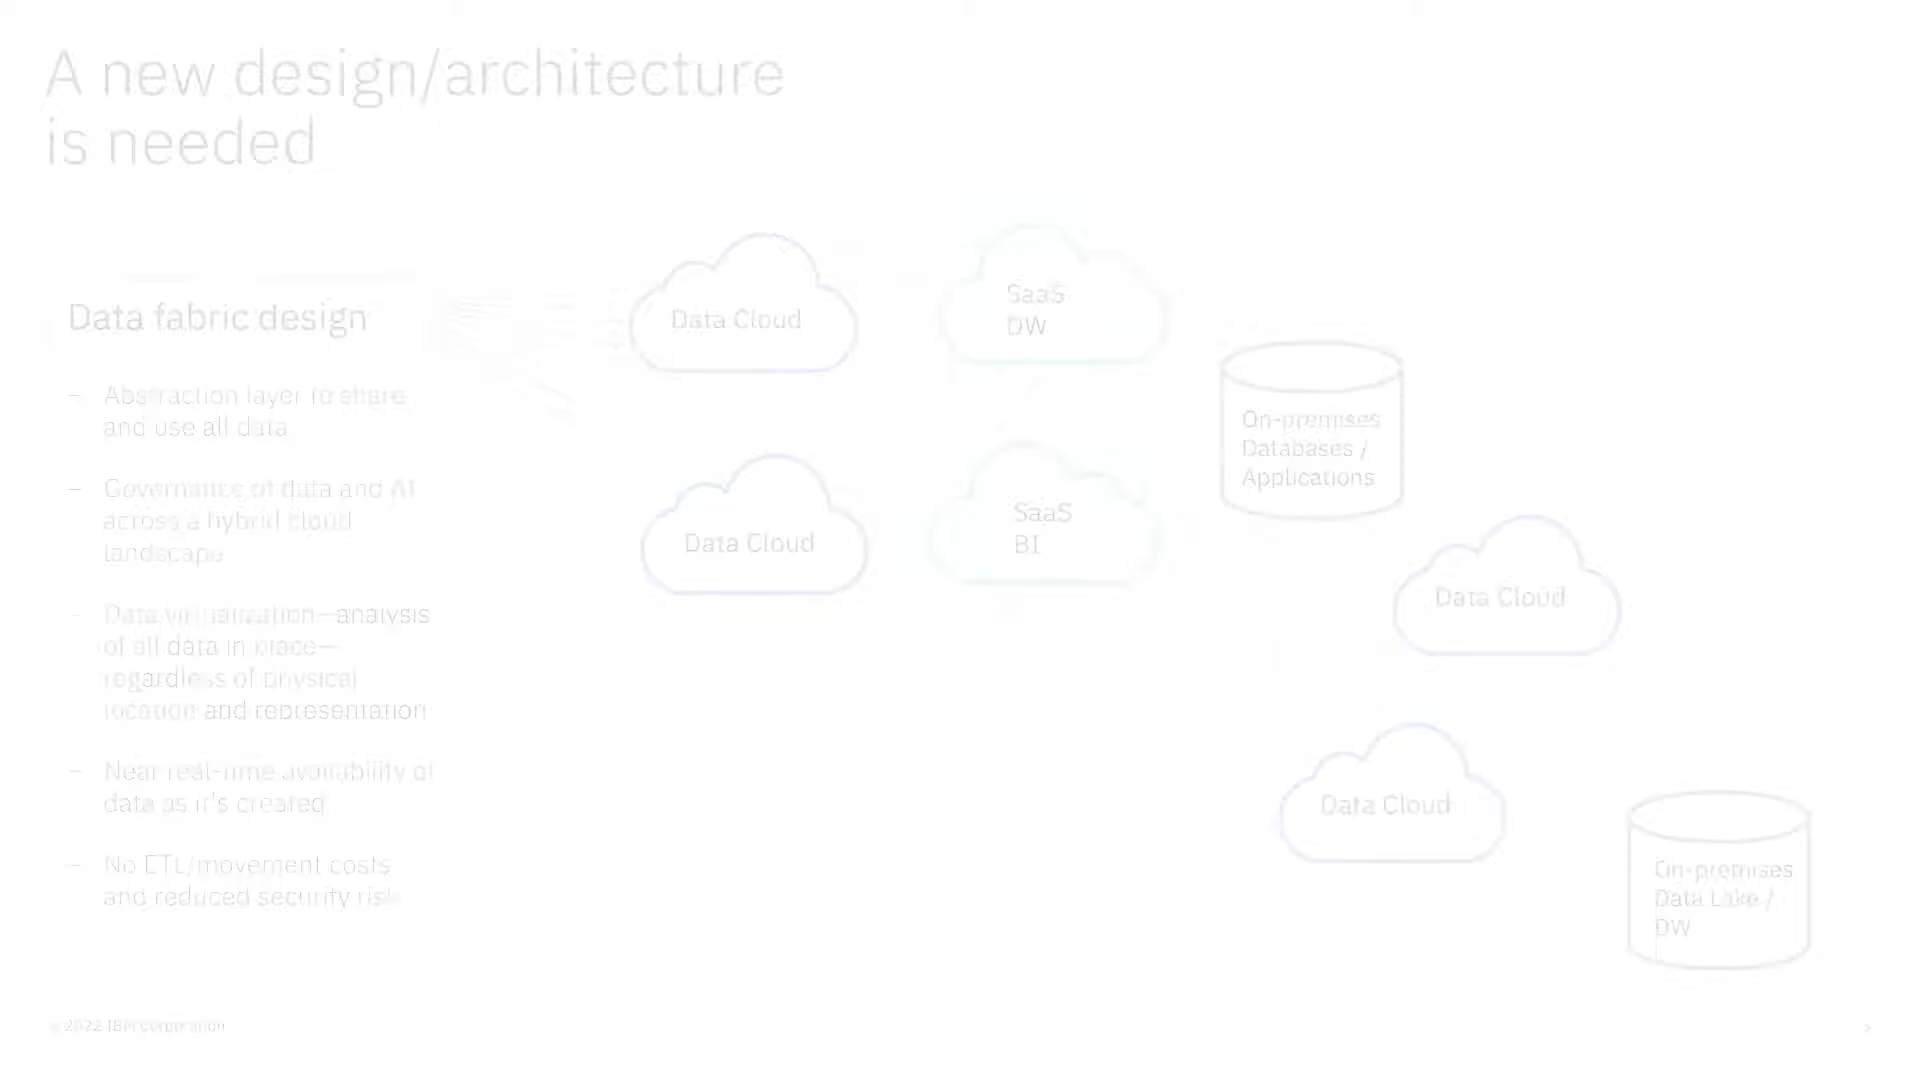 A new design/architecture
is needed
Data fabric design
– Abstraction layer to share
and use all data
– Governance of data and AI
across a hybrid cloud
landscape
– Data virtualization—analysis
of all data in place—
regardless of physical
location and representation
– Near real-time availability of
data as it's created
– No ETL/movement costs
and reduced security risk
Data Cloud
SaaS
DW
On-premises
Databases /
Applications
Data Cloud
SaaS
BI
Data Cloud
Data Cloud
On-premises
Data Lake /
DW
© 2022 IBM Corporation